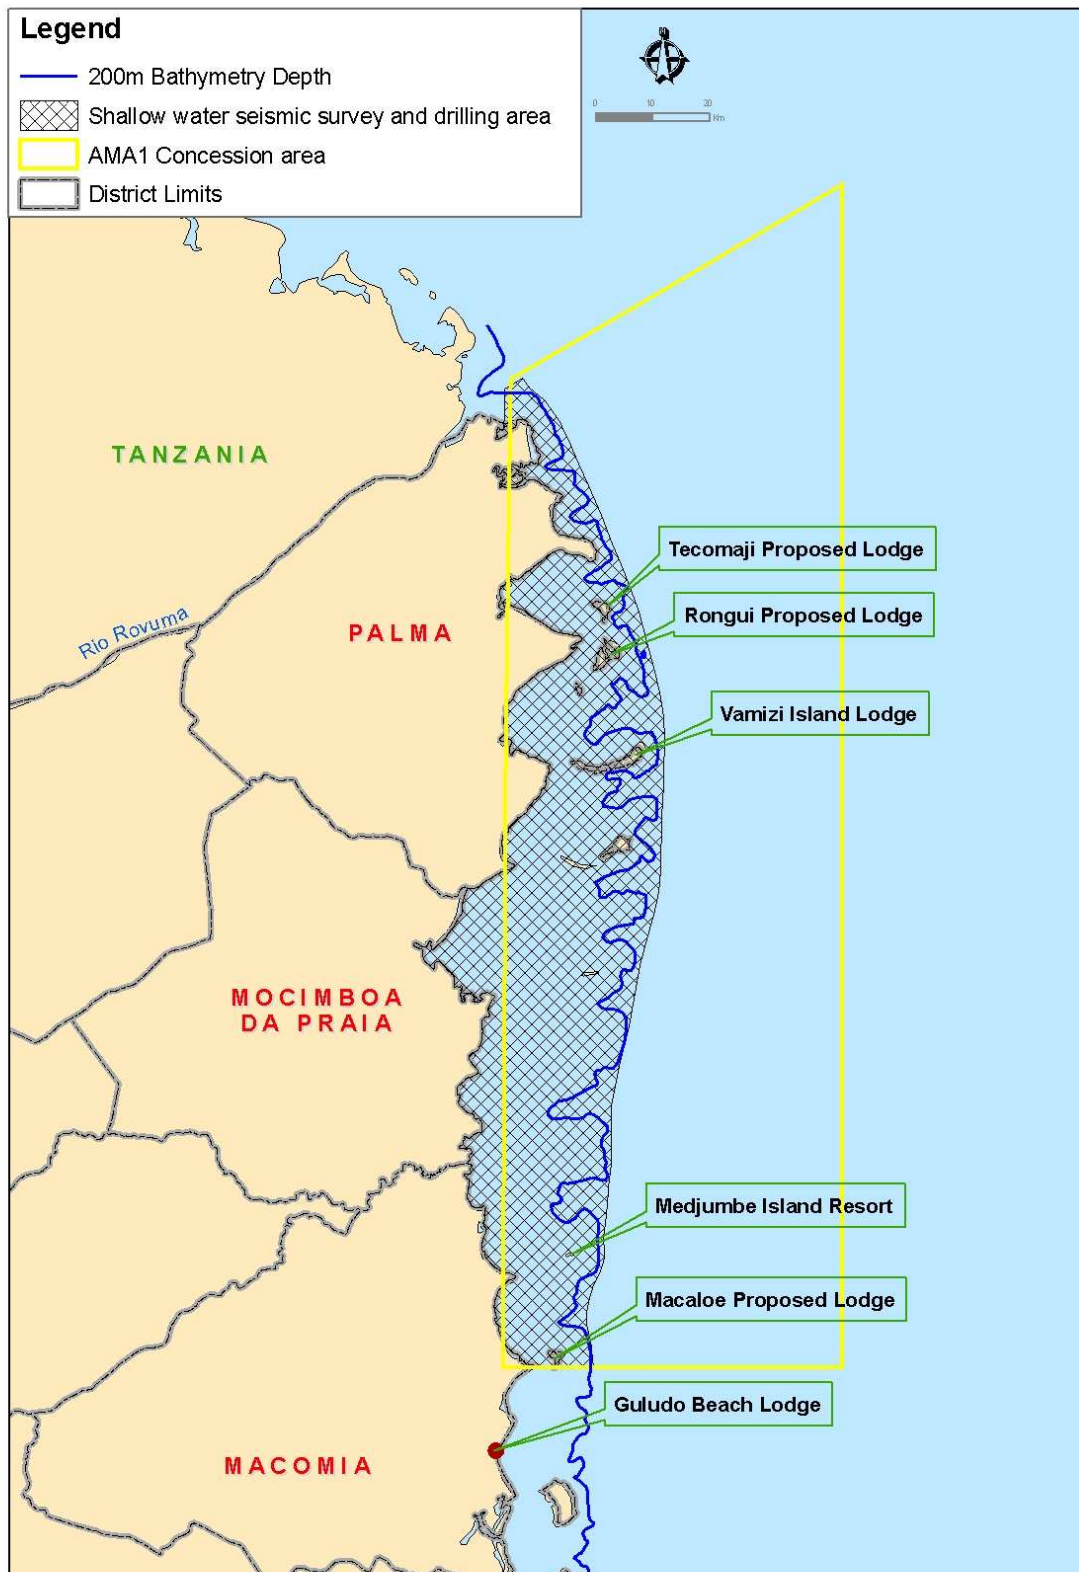 Legend
200m Bathymetry Depth
Shallow water seismic survey and drilling area
AMA1 Concession area
District Limits
0 10 20
Km
TANZANIA
Tecomaji Proposed Lodge
Rongui Proposed Lodge
Rio Rovuma
PALMA
Vamizi Island Lodge
MOCIMBOA
DA PRAIA
Medjumbe Island Resort
Macaloe Proposed Lodge
Guludo Beach Lodge
MACOMIA